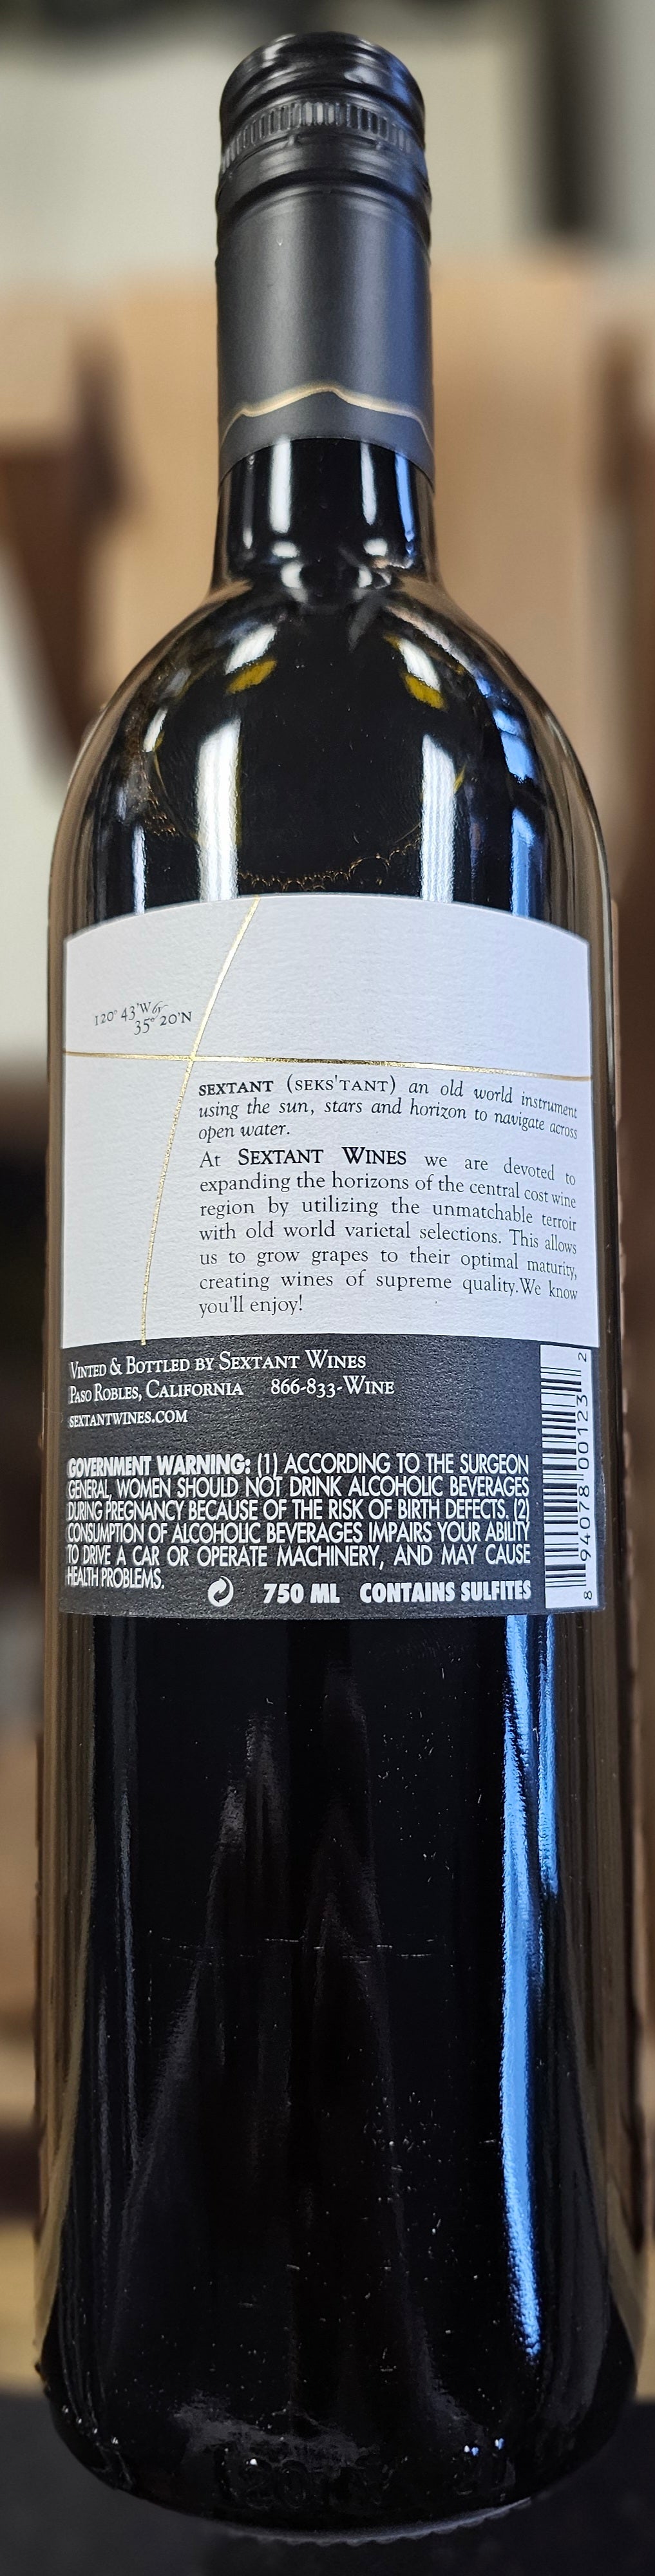 120° 43'W by
35° 20'N
SEXTANT (SEKS'TANT) an old world instrument
using the sun, stars and horizon to navigate across
open water.
At SEXTANT WINES we are devoted to
expanding the horizons of the central cost wine
region by utilizing the unmatchable terroir
with old world varietal selections. This allows
us to grow grapes to their optimal maturity,
creating wines of supreme quality.We know
you'll enjoy!
VINTED & BOTTLED BY SEXTANT WINES
PASO ROBLES, CALIFORNIA 866-833-WINE
SEXTANTWINES.COM
GOVERNMENT WARNING: (1) ACCORDING TO THE SURGEON
GENERAL, WOMEN SHOULD NOT DRINK ALCOHOLIC BEVERAGES
DURING PREGNANCY BECAUSE OF THE RISK OF BIRTH DEFECTS. (2)
CONSUMPTION OF ALCOHOLIC BEVERAGES IMPAIRS YOUR ABILITY
TO DRIVE A CAR OR OPERATE MACHINERY, AND MAY CAUSE
HEALTH PROBLEMS.
750 ML CONTAINS SULFITES
8 94078 00123 2